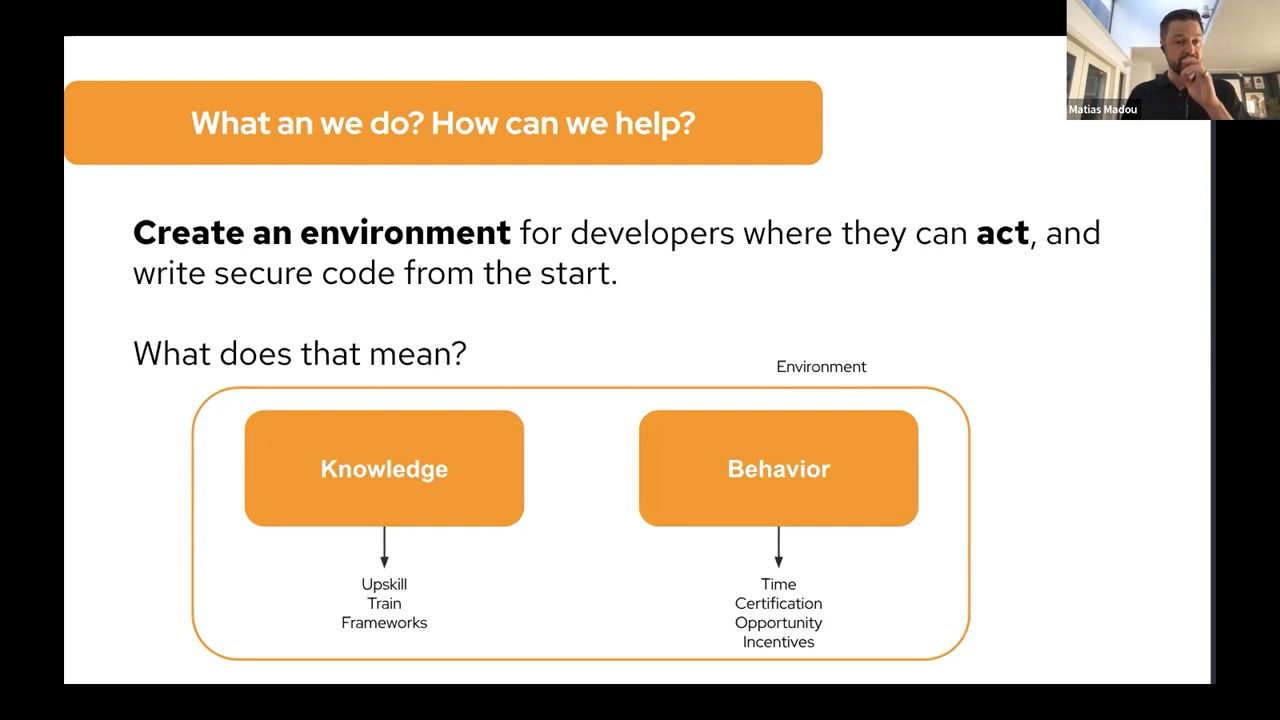 What an we do? How can we help?
Matias Madou
Create an environment for developers where they can act, and
write secure code from the start.
What does that mean?
Environment
Knowledge
Upskill
Train
Frameworks
Behavior
Time
Certification
Opportunity
Incentives